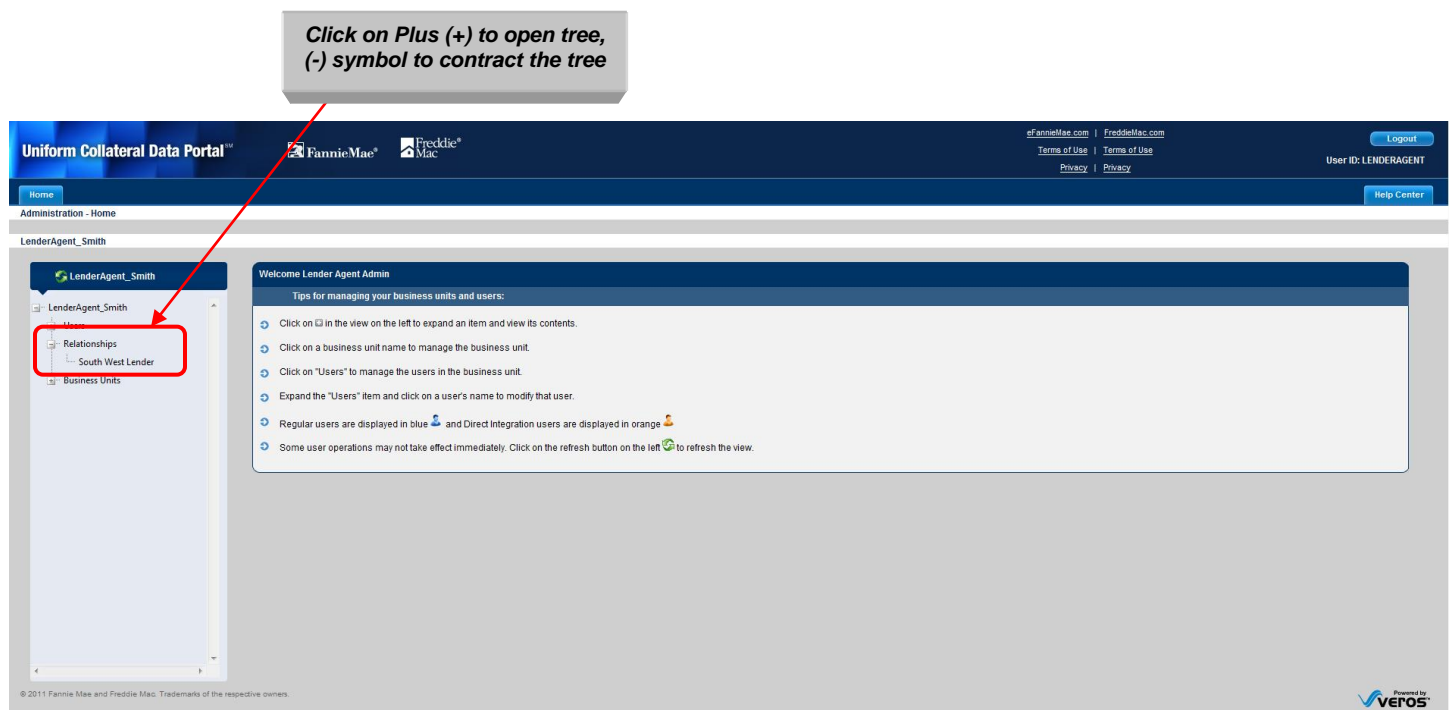 Click on Plus (+) to open tree,
(-) symbol to contract the tree
Uniform Collateral Data Portal℠
FannieMae®
Freddie®
Mac
eFannieMae.com | FreddieMac.com
Terms of Use | Terms of Use
Privacy | Privacy
Logout
User ID: LENDERAGENT
Home
Help Center
Administration - Home
LenderAgent_Smith
LenderAgent_Smith
LenderAgent_Smith
Users
Relationships
South West Lender
Business Units
Welcome Lender Agent Admin
Tips for managing your business units and users:
Click on in the view on the left to expand an item and view its contents.
Click on a business unit name to manage the business unit.
Click on "Users" to manage the users in the business unit.
Expand the "Users" item and click on a user's name to modify that user.
Regular users are displayed in blue and Direct Integration users are displayed in orange
Some user operations may not take effect immediately. Click on the refresh button on the left to refresh the view.
© 2011 Fannie Mae and Freddie Mac. Trademarks of the respective owners.
Powered by
veros™